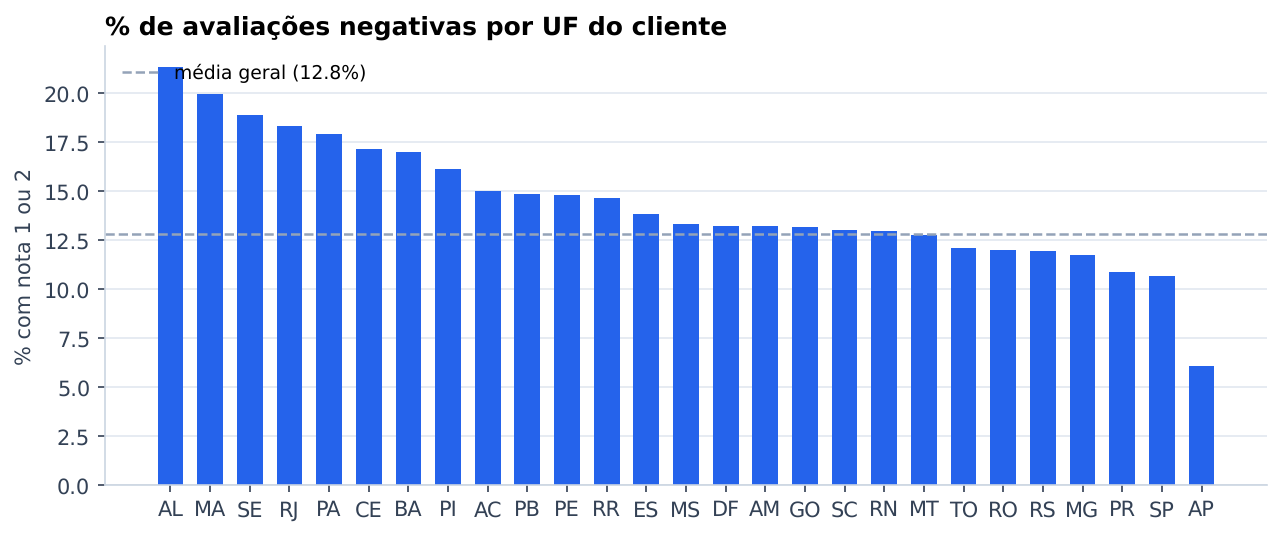 % de avaliações negativas por UF do cliente
média geral (12.8%)
% com nota 1 ou 2
20.0
17.5
15.0
12.5
10.0
7.5
5.0
2.5
0.0
AL MA SE RJ PA CE BA PI AC PB PE RR ES MS DF AM GO SC RN MT TO RO RS MG PR SP AP